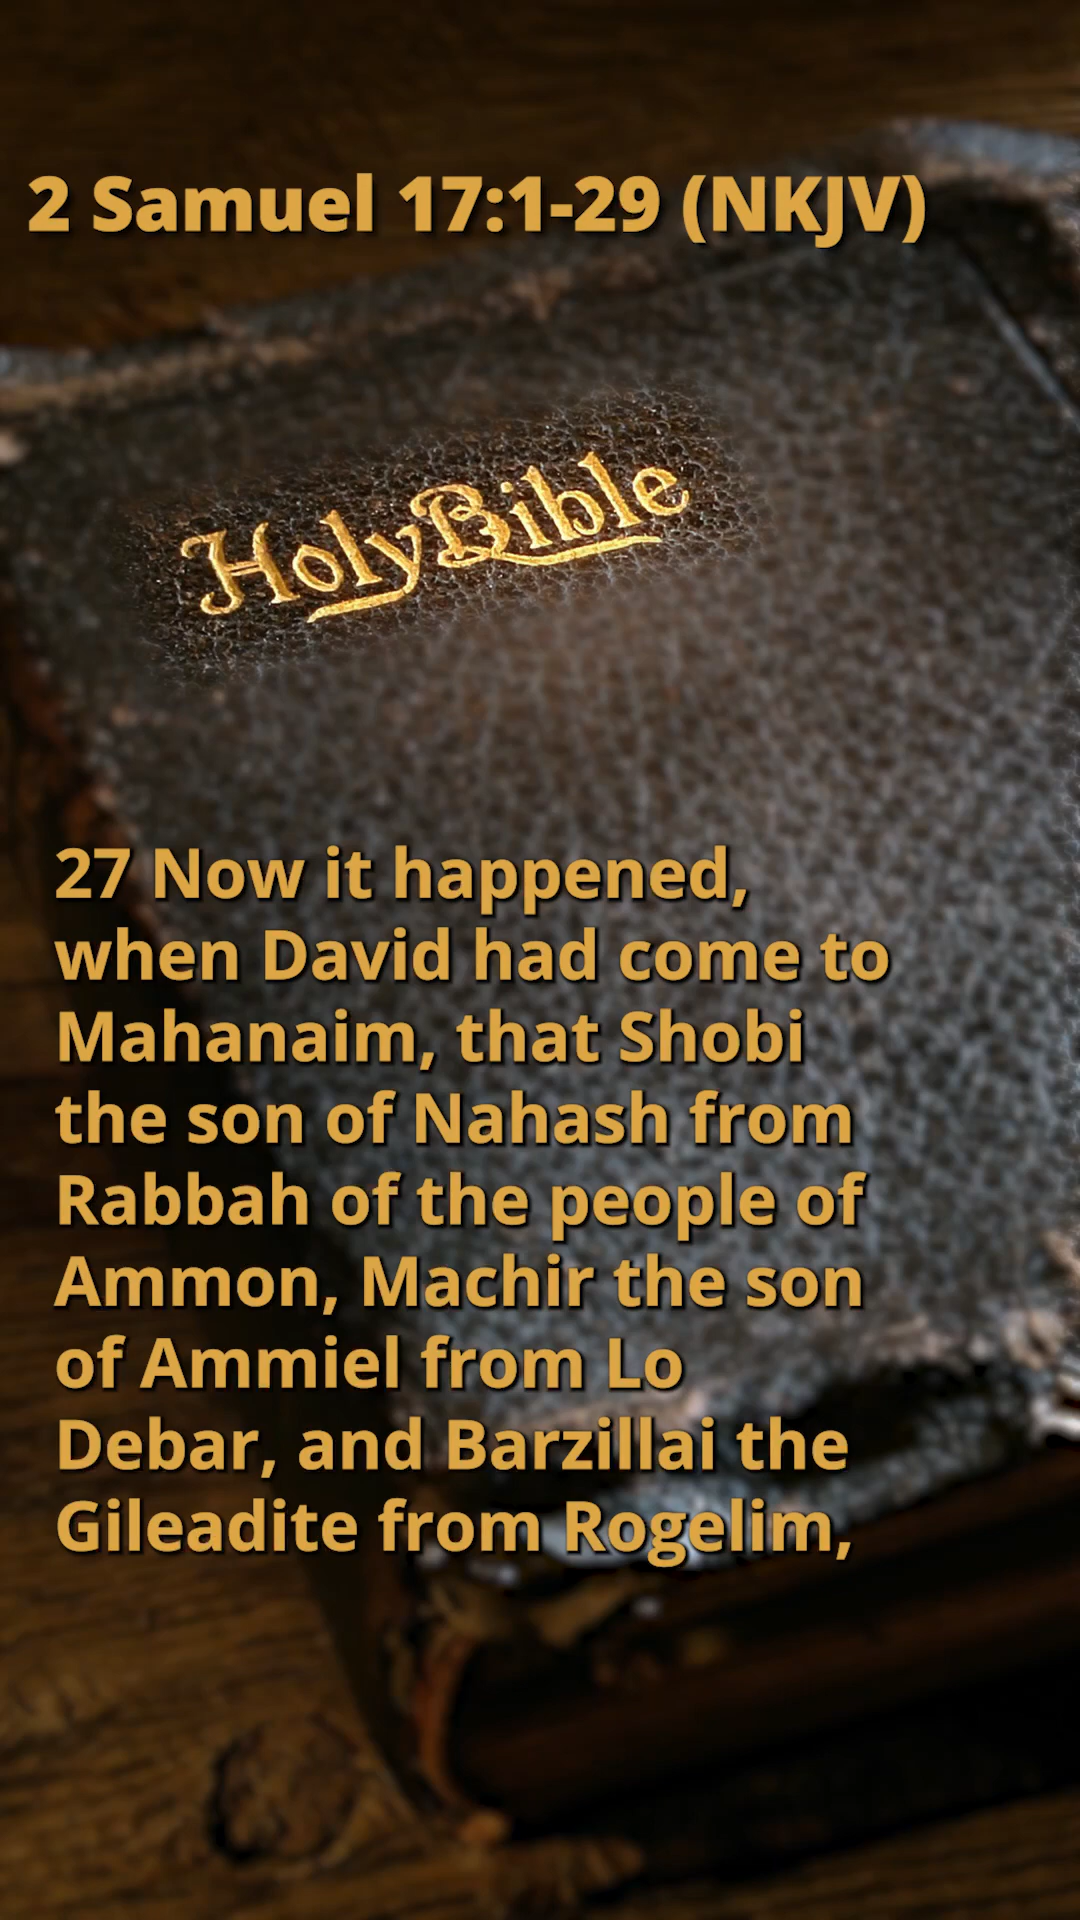 2 Samuel 17:1-29 (NKJV)
Holy Bible
27 Now it happened,
when David had come to
Mahanaim, that Shobi
the son of Nahash from
Rabbah of the people of
Ammon, Machir the son
of Ammiel from Lo
Debar, and Barzillai the
Gileadite from Rogelim,